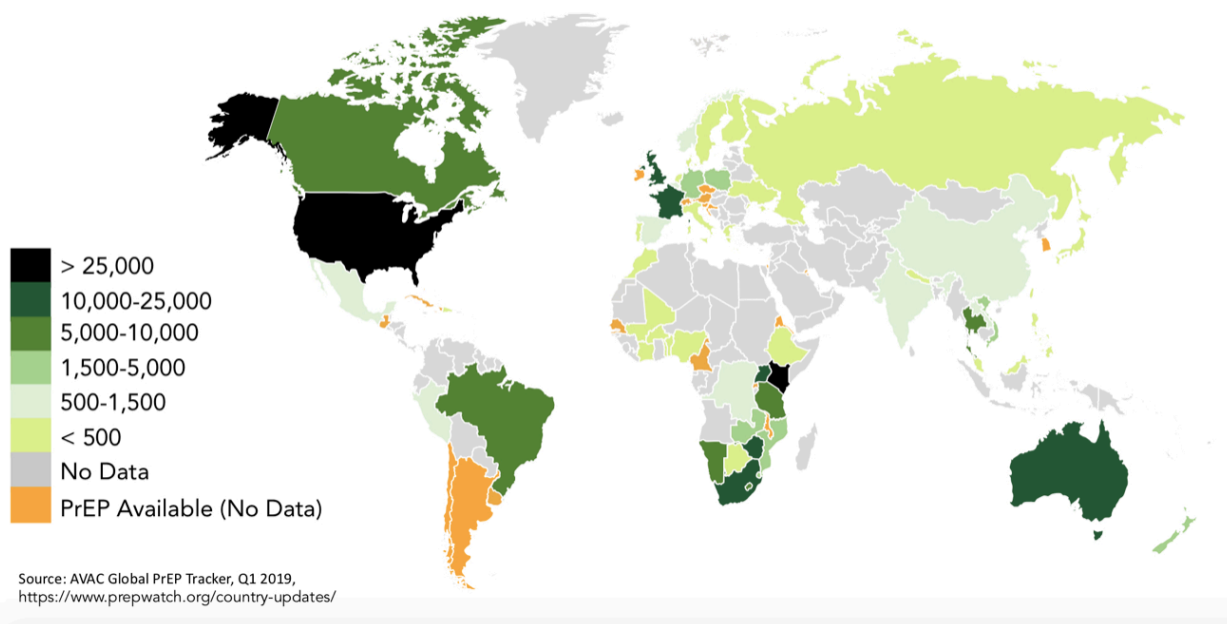 > 25,000
10,000-25,000
5,000-10,000
1,500-5,000
500-1,500
< 500
No Data
PrEP Available (No Data)
Source: AVAC Global PrEP Tracker, Q1 2019,
https://www.prepwatch.org/country-updates/